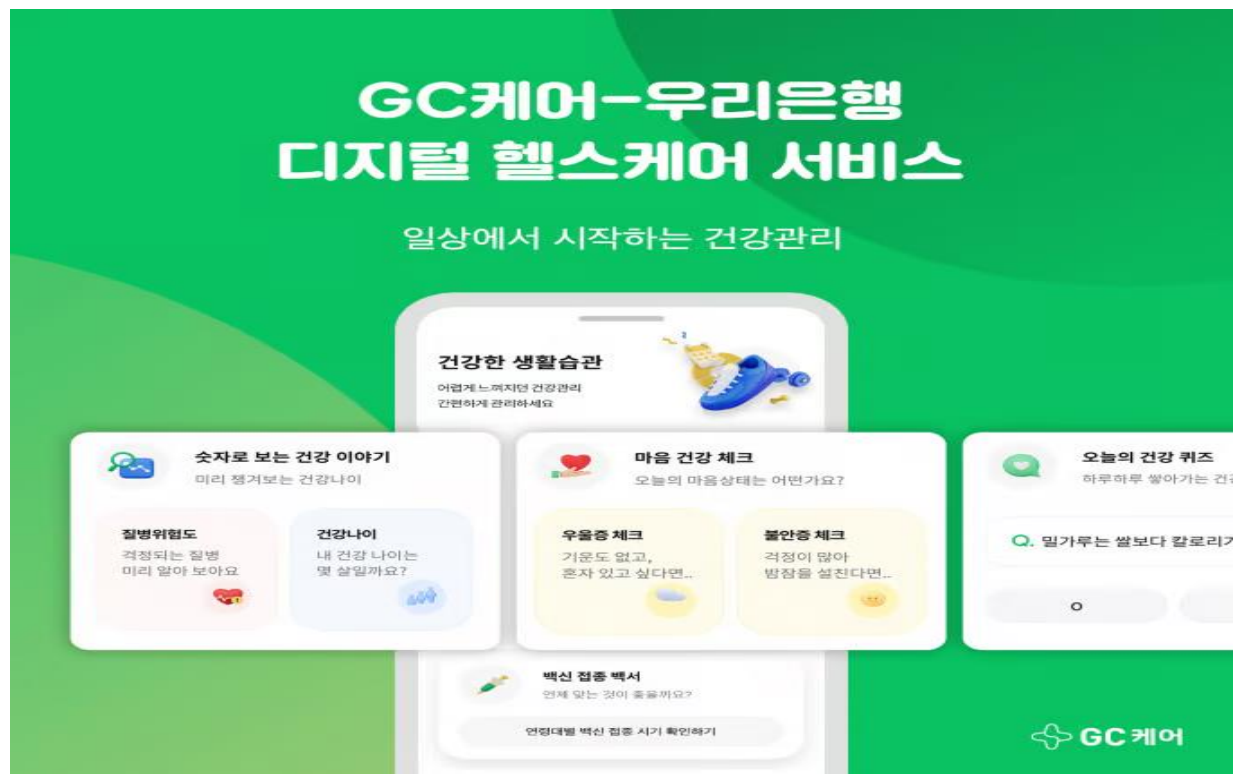 GC케어-우리은행
디지털 헬스케어 서비스
일상에서 시작하는 건강관리
건강한 생활습관
어렵게 느껴지던 건강관리
간편하게 관리하세요
숫자로 보는 건강 이야기
미리 챙겨보는 건강나이
질병위험도
걱정되는 질병
미리 알아 보아요
건강나이
내 건강 나이는
몇 살일까요?
마음 건강 체크
오늘의 마음상태는 어떤가요?
우울증 체크
기운도 없고,
혼자 있고 싶다면..
불안증 체크
걱정이 많아
밤잠을 설친다면..
오늘의 건강 퀴즈
하루하루 쌓아가는
Q. 밀가루는 쌀보다 칼로리가
O
백신 접종 백서
언제 맞는 것이 좋을까요?
연령대별 백신 접종 시기 확인하기
GC케어